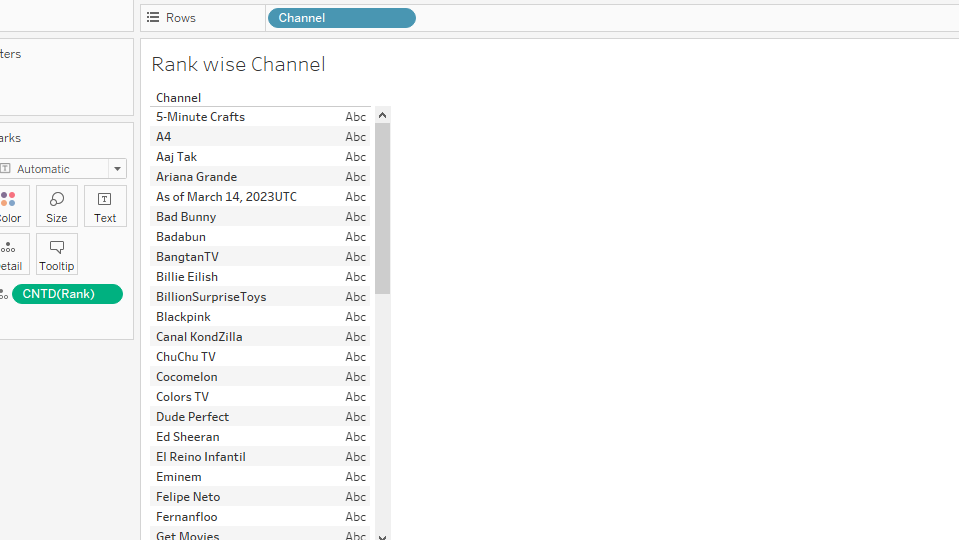 Rows
Channel
ters
Rank wise Channel
Channel
5-Minute Crafts Abc
A4 Abc
arks
Aaj Tak Abc
Automatic
Ariana Grande Abc
As of March 14, 2023UTC Abc
Color Size Text
Bad Bunny Abc
Badabun Abc
BangtanTV Abc
Detail Tooltip
Billie Eilish Abc
CNTD(Rank)
BillionSurpriseToys Abc
Blackpink Abc
Canal KondZilla Abc
ChuChu TV Abc
Cocomelon Abc
Colors TV Abc
Dude Perfect Abc
Ed Sheeran Abc
El Reino Infantil Abc
Eminem Abc
Felipe Neto Abc
Fernanfloo Abc
Get Movies Abc